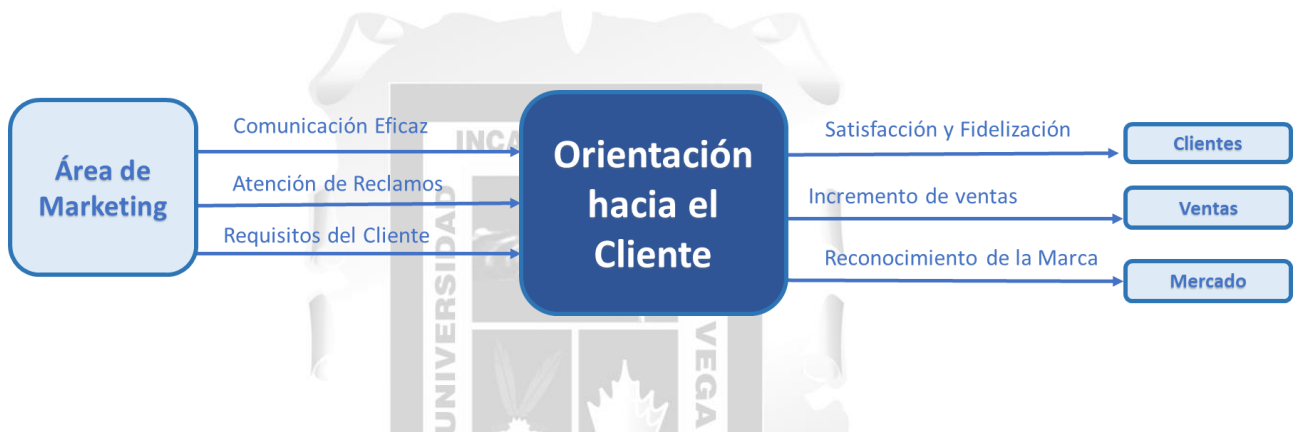 Área de
Marketing
Comunicación Eficaz
Atención de Reclamos
Requisitos del Cliente
Orientación
hacia el
Cliente
Satisfacción y Fidelización
Incremento de ventas
Reconocimiento de la Marca
Clientes
Ventas
Mercado
INCA
UNIVERSIDAD
VEGA